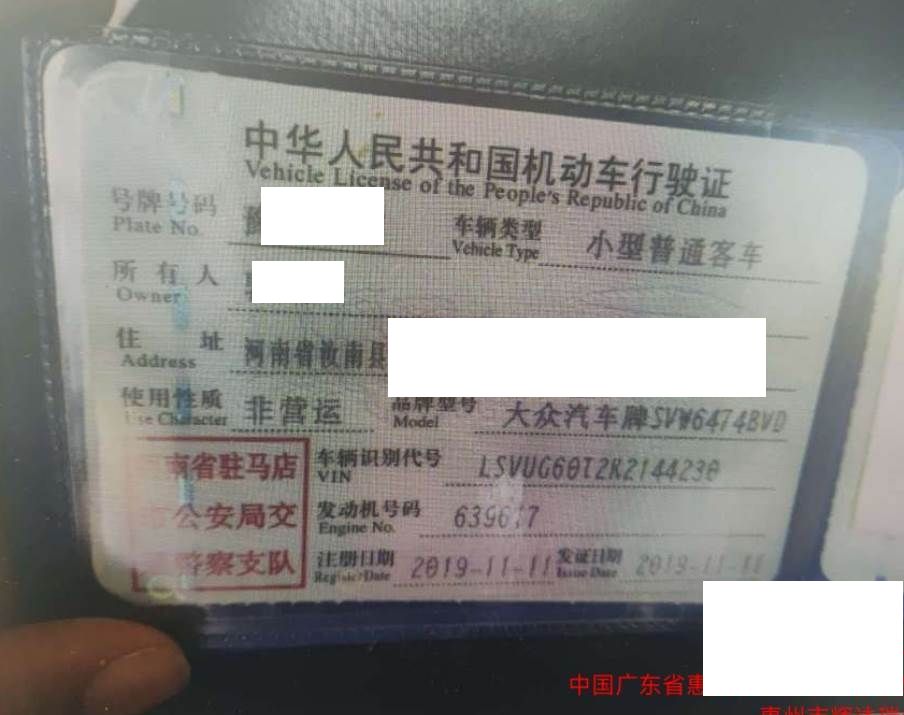 中华人民共和国机动车行驶证
Vehicle License of the People's Republic of China
号牌号码 车辆类型 小型普通客车
Plate No. Vehicle Type
所有人
Owner
住址 河南省汝南县
Address
使用性质 非营运 品牌型号 大众汽车牌SVW6474BVD
Use Character Model
南省驻马店 车辆识别代号 LSVUG60T2K2144230
VIN
公安局交 发动机号码
Engine No.
警察支队 注册日期 2019-11-11 发证日期 2019-11-11
Register Date Issue Date
中国广东省惠